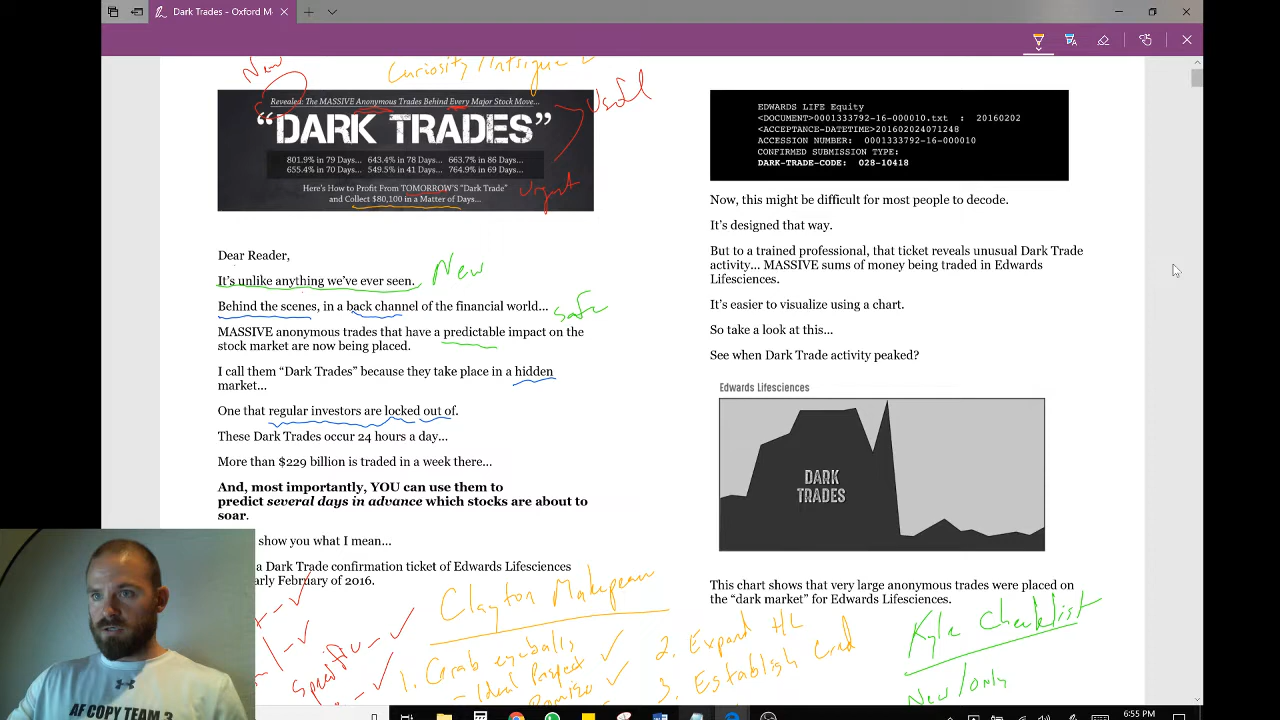 Dark Trades - Oxford M
New
Curiosity / Intrigue
Revealed: The MASSIVE Anonymous Trades Behind Every Major Stock Move...
Useful
"DARK TRADES"
801.9% in 79 Days... 643.4% in 78 Days... 663.7% in 86 Days...
655.4% in 70 Days... 549.5% in 41 Days... 764.9% in 69 Days...
Here's How to Profit From TOMORROW'S "Dark Trade"
and Collect $80,100 in a Matter of Days...
Urgent
Dear Reader,
It's unlike anything we've ever seen.
New
Behind the scenes, in a back channel of the financial world...
safe
MASSIVE anonymous trades that have a predictable impact on the
stock market are now being placed.
I call them "Dark Trades" because they take place in a hidden
market...
One that regular investors are locked out of.
These Dark Trades occur 24 hours a day...
More than $229 billion is traded in a week there...
And, most importantly, YOU can use them to
predict several days in advance which stocks are about to
soar.
show you what I mean...
a Dark Trade confirmation ticket of Edwards Lifesciences
arly February of 2016.
Specific
Clayton Makepeace
1. Grab eyeballs
- Ideal Prospect
Promise
2. Expand HL
3. Establish Cred
EDWARDS LIFE Equity
<DOCUMENT>0001333792-16-000010.txt : 20160202
<ACCEPTANCE-DATETIME>201602024071248
ACCESSION NUMBER: 0001333792-16-000010
CONFIRMED SUBMISSION TYPE:
DARK-TRADE-CODE: 028-10418
Now, this might be difficult for most people to decode.
It's designed that way.
But to a trained professional, that ticket reveals unusual Dark Trade
activity... MASSIVE sums of money being traded in Edwards
Lifesciences.
It's easier to visualize using a chart.
So take a look at this...
See when Dark Trade activity peaked?
Edwards Lifesciences
DARK
TRADES
This chart shows that very large anonymous trades were placed on
the "dark market" for Edwards Lifesciences.
Kyle Checklist
New/only
AF COPY TEAM 3
6:55 PM